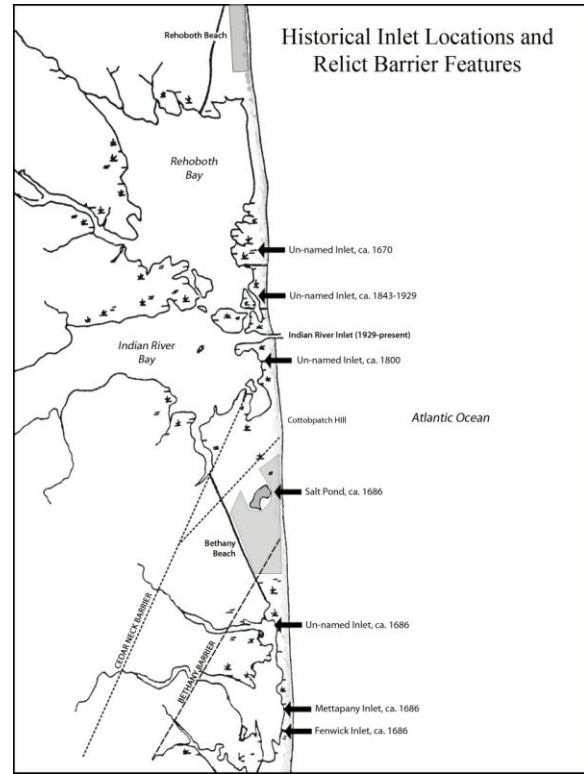 Historical Inlet Locations and
Relict Barrier Features
Rehoboth Beach
Rehoboth
Bay
Un-named Inlet, ca. 1670
Un-named Inlet, ca. 1843-1929
Indian River Inlet (1929-present)
Indian River
Bay
Un-named Inlet, ca. 1800
Cottobpatch Hill
Atlantic Ocean
Salt Pond, ca. 1686
Bethany
Beach
CEDAR NECK BARRIER
BETHANY BARRIER
Un-named Inlet, ca. 1686
Mettapany Inlet, ca. 1686
Fenwick Inlet, ca. 1686